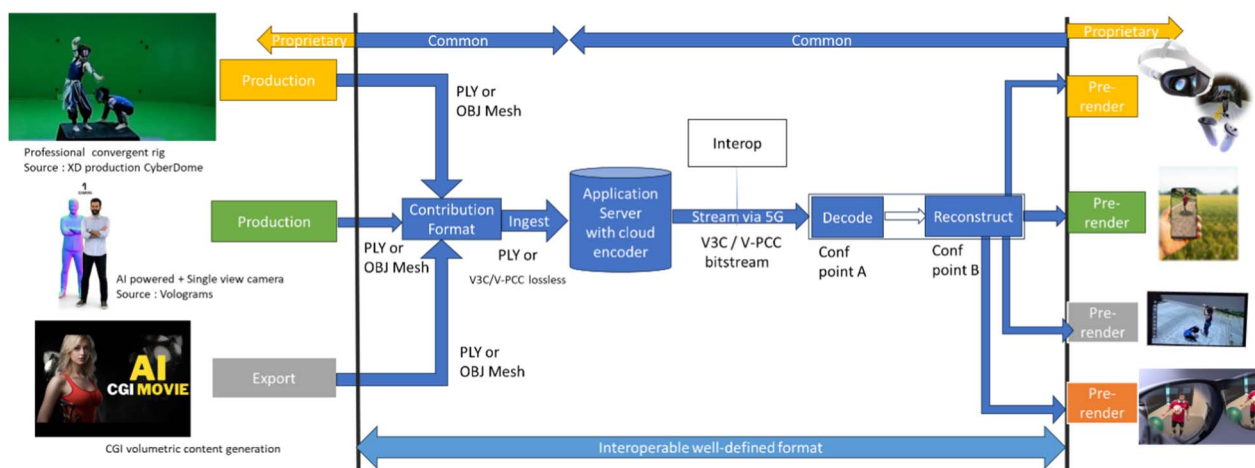 Proprietary
Common
Common
Proprietary
Production
PLY or
OBJ Mesh
Pre-
render
Professional convergent rig
Source : XD production CyberDome
Interop
Production
PLY or
OBJ Mesh
Contribution
Format
Ingest
PLY or
V3C/V-PCC lossless
Application
Server
with cloud
encoder
Stream via 5G
V3C / V-PCC
bitstream
Decode
Conf
point A
Reconstruct
Conf
point B
Pre-
render
AI powered + Single view camera
Source : Volograms
AI
CGI MOVIE
Export
PLY or
OBJ Mesh
Pre-
render
Pre-
render
CGI volumetric content generation
Interoperable well-defined format